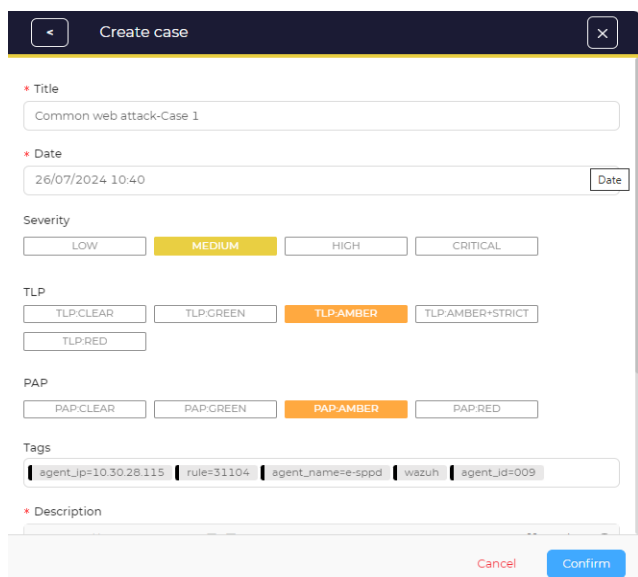 < Create case ×
* Title
Common web attack-Case 1
* Date
26/07/2024 10:40 Date
Severity
LOW MEDIUM HIGH CRITICAL
TLP
TLP:CLEAR TLP:GREEN TLP:AMBER TLP:AMBER+STRICT
TLP:RED
PAP
PAP:CLEAR PAP:GREEN PAP:AMBER PAP:RED
Tags
agent_ip=10.30.28.115 rule=31104 agent_name=e-sppd wazuh agent_id=009
* Description
Cancel Confirm